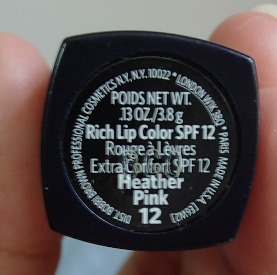 DIST. BOBBI BROWN PROFESSIONAL COSMETICS N.Y., N.Y. 10022 • LONDON W1K 3BQ • PARIS MADE IN U.S.A.
POIDS NET WT.
.13 OZ./3.8 g
Rich Lip Color SPF 12
Rouge à Lèvres
Extra Confort SPF 12
Heather
Pink
12